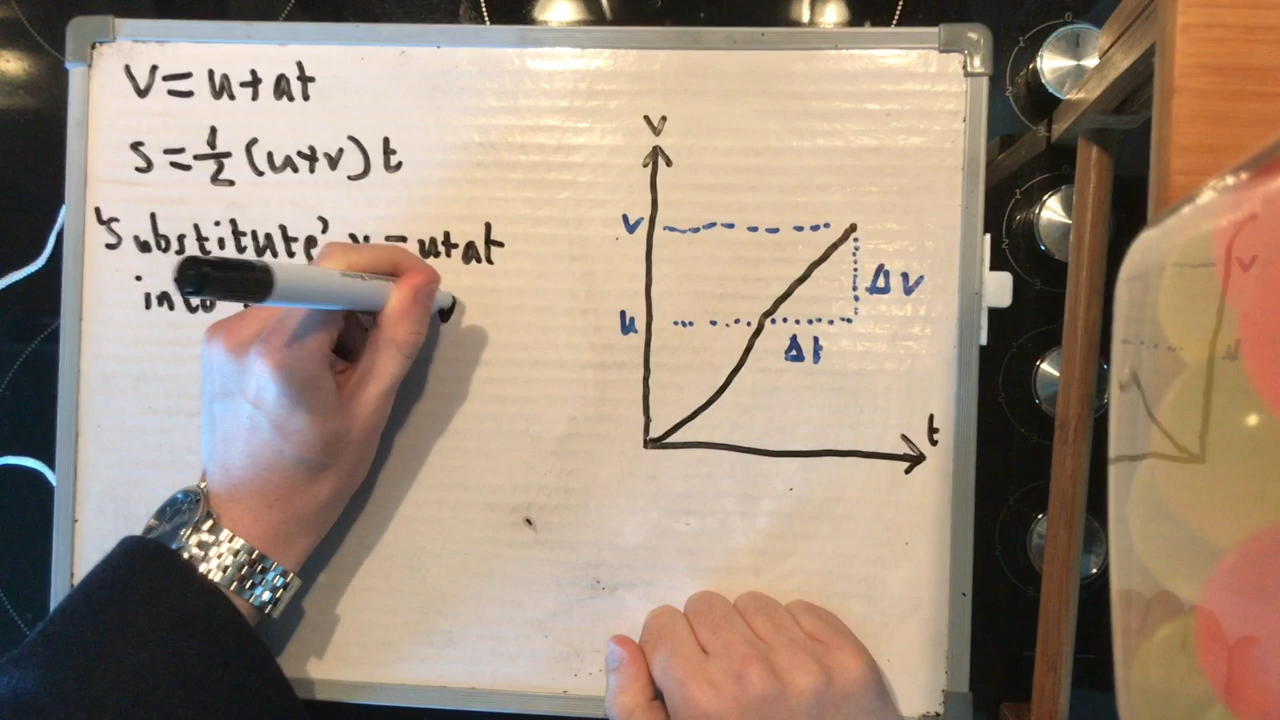 v = u + at
s = 1/2 (u + v) t
'Substitute' v = u + at
into
v
v
u
Δv
Δt
t